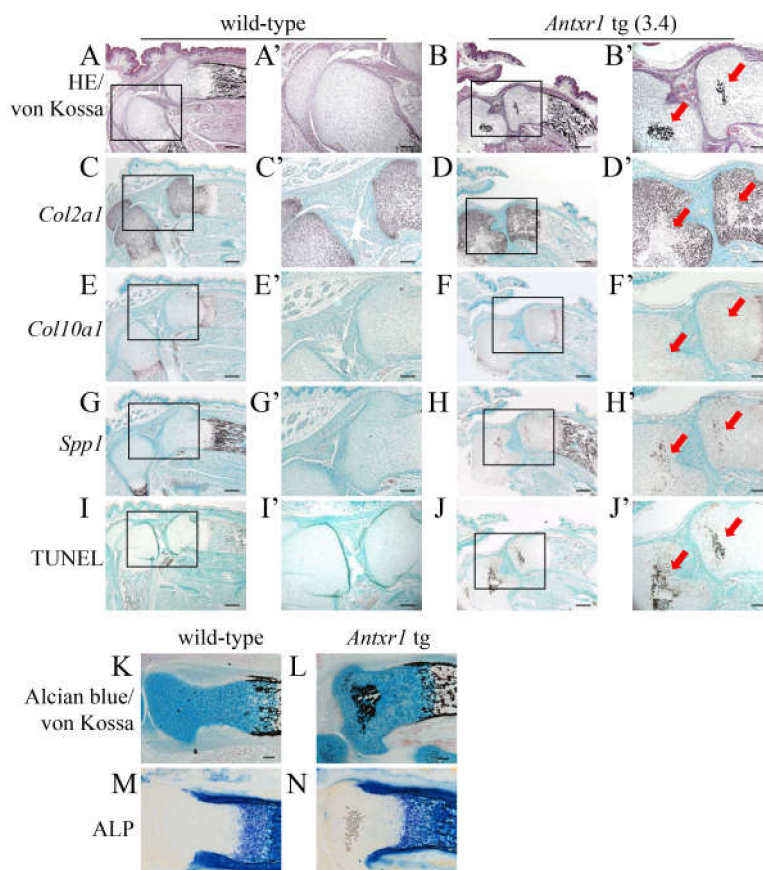 wild-type Antxr1 tg (3.4)
A A’ B B’
HE/
von Kossa
C C’ D D’
Col2a1
E E’ F F’
Col10a1
G G’ H H’
Spp1
I I’ J J’
TUNEL
wild-type Antxr1 tg
K L
Alcian blue/
von Kossa
M N
ALP